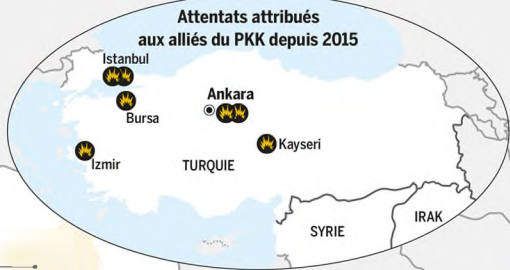 Attentats attribués
aux alliés du PKK depuis 2015
Istanbul
Ankara
Bursa
Kayseri
Izmir
TURQUIE
SYRIE
IRAK